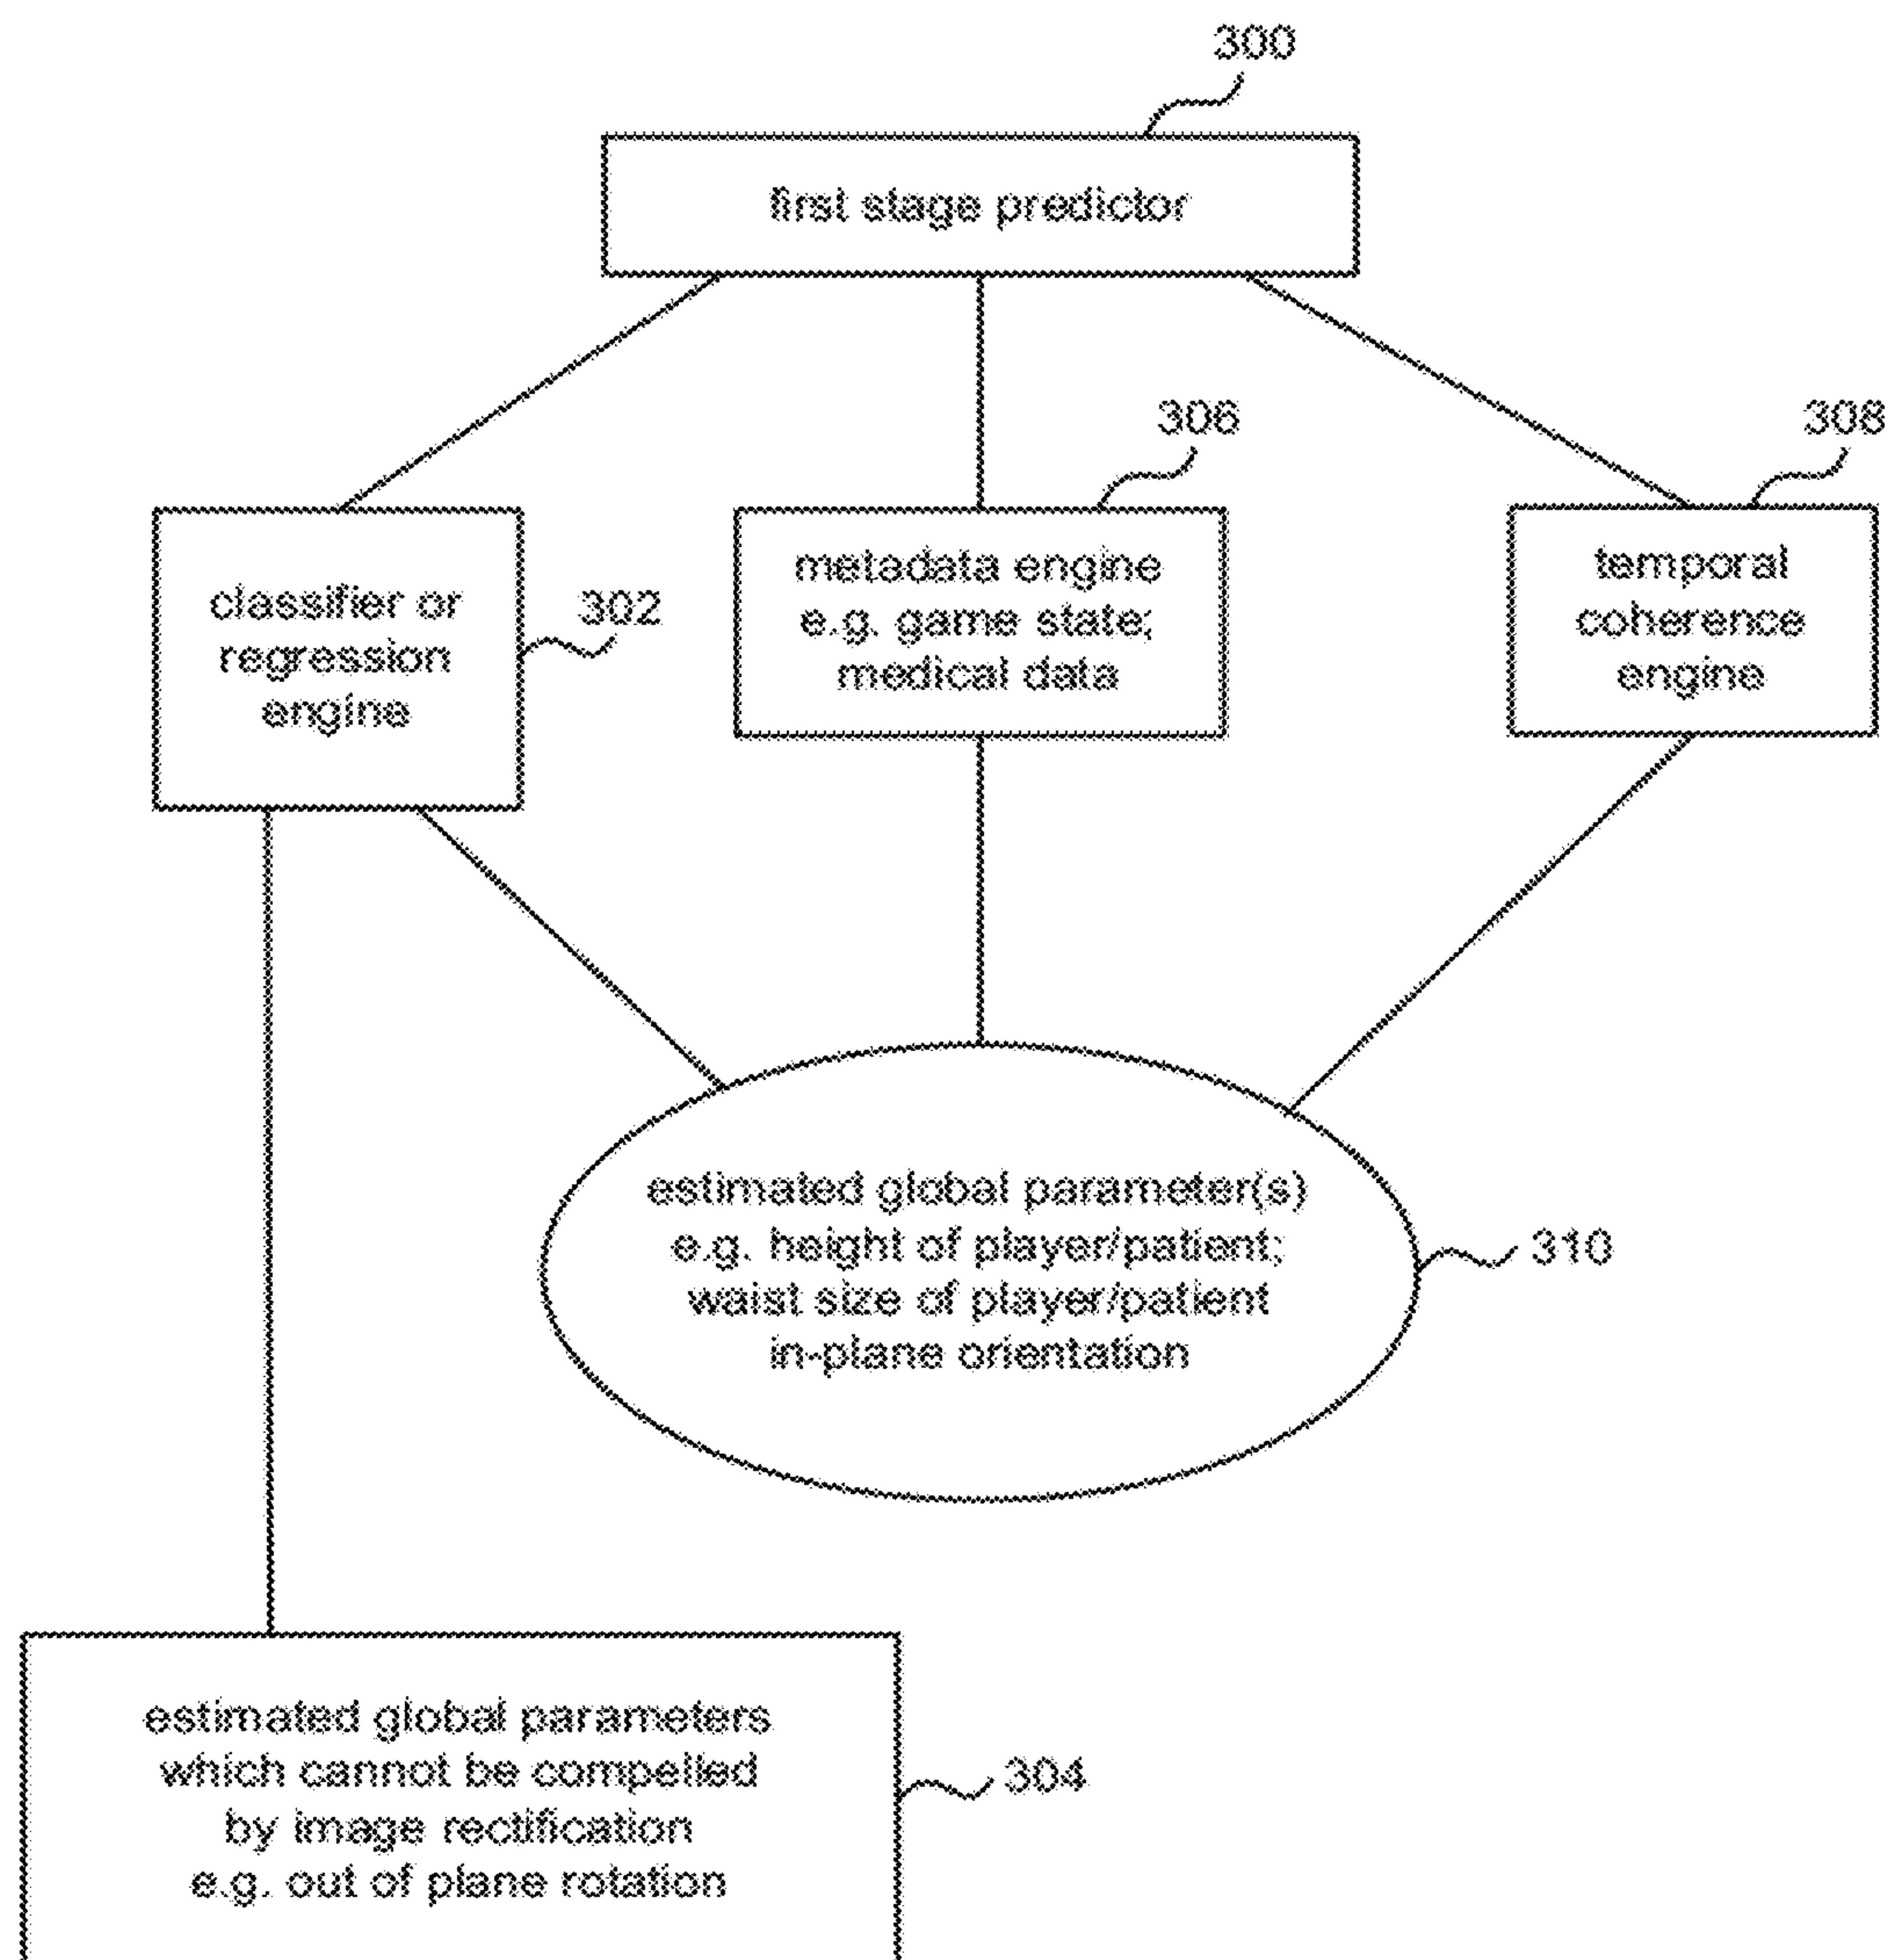 300
first stage predictor
306
308
classifier or
regression
engine
302
metadata engine
e.g. game state;
medical data
temporal
coherence
engine
estimated global parameter(s)
e.g. height of player/patient;
waist size of player/patient
in-plane orientation
310
estimated global parameters
which cannot be compelled
by image rectification
e.g. out of plane rotation
304